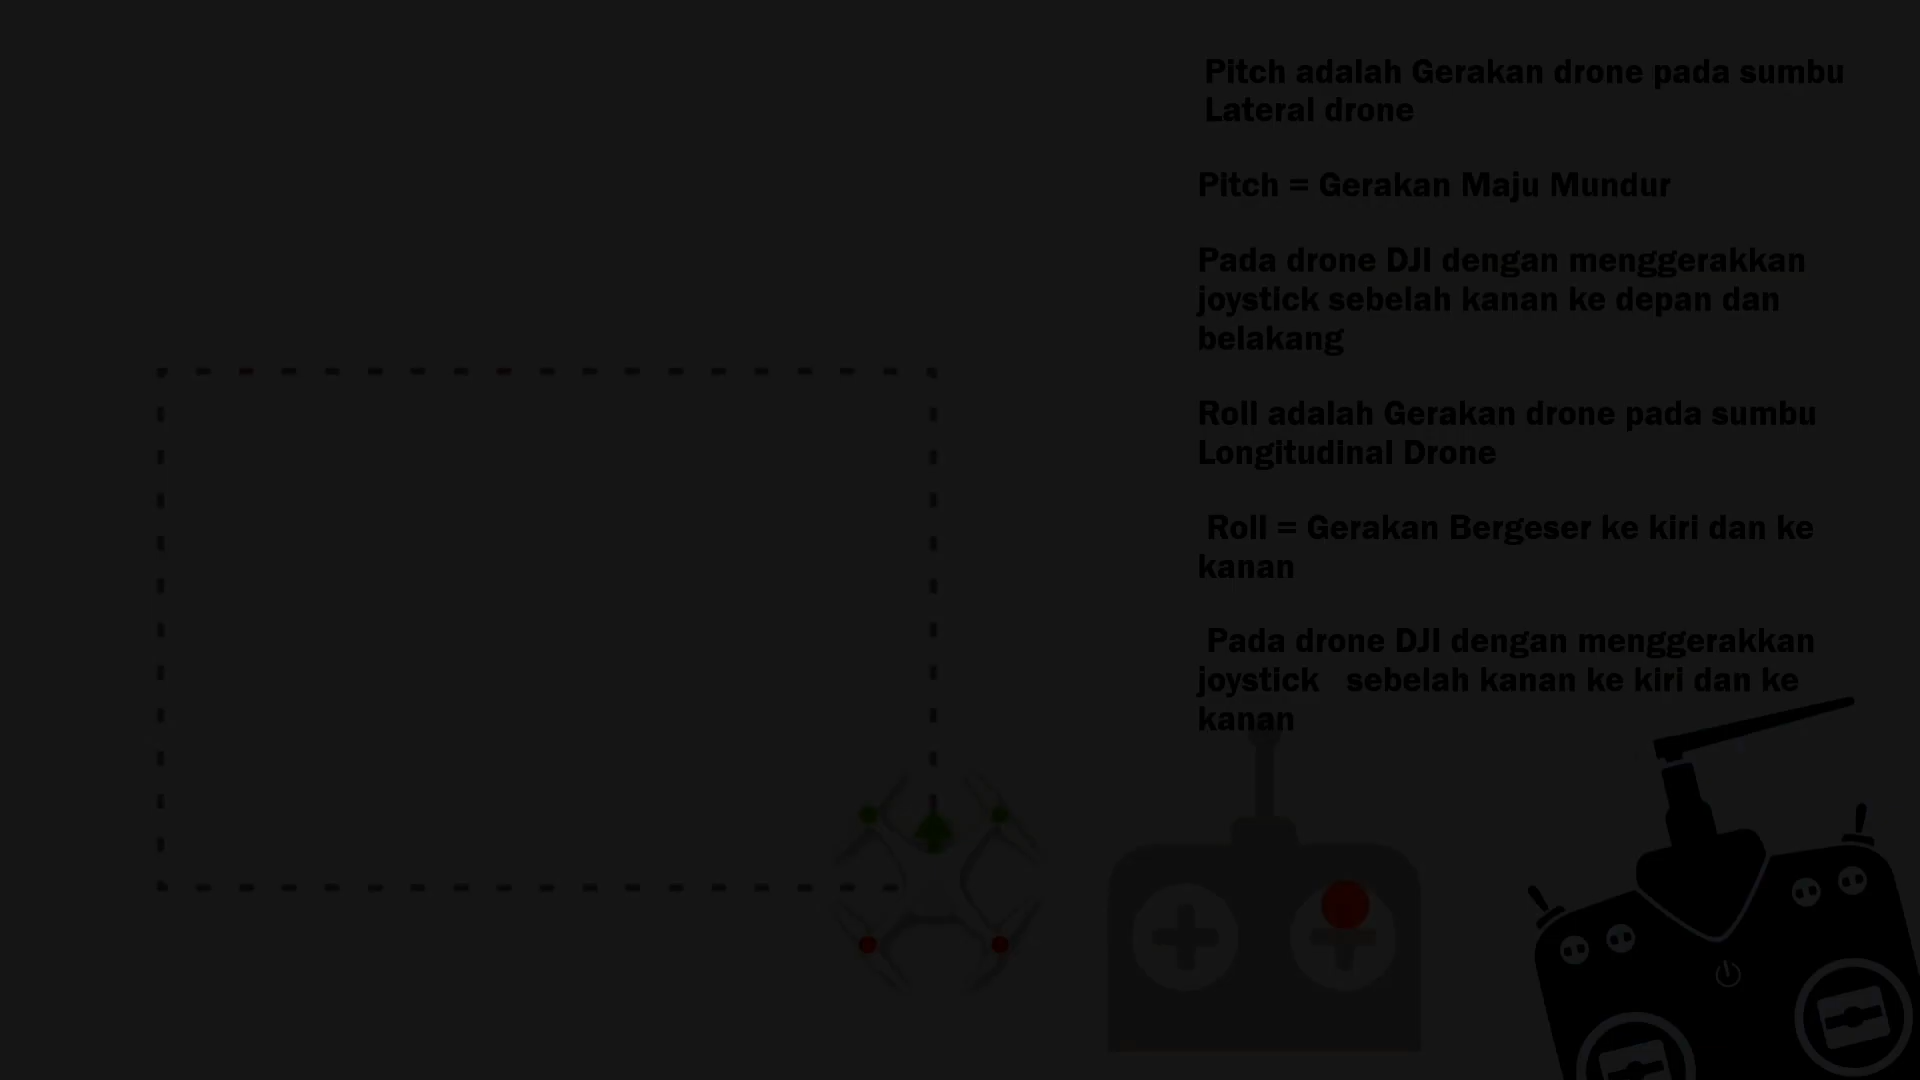 Pitch adalah Gerakan drone pada sumbu
Lateral drone
Pitch = Gerakan Maju Mundur
Pada drone DJI dengan menggerakkan
joystick sebelah kanan ke depan dan
belakang
Roll adalah Gerakan drone pada sumbu
Longitudinal Drone
Roll = Gerakan Bergeser ke kiri dan ke
kanan
Pada drone DJI dengan menggerakkan
joystick sebelah kanan ke kiri dan ke
kanan